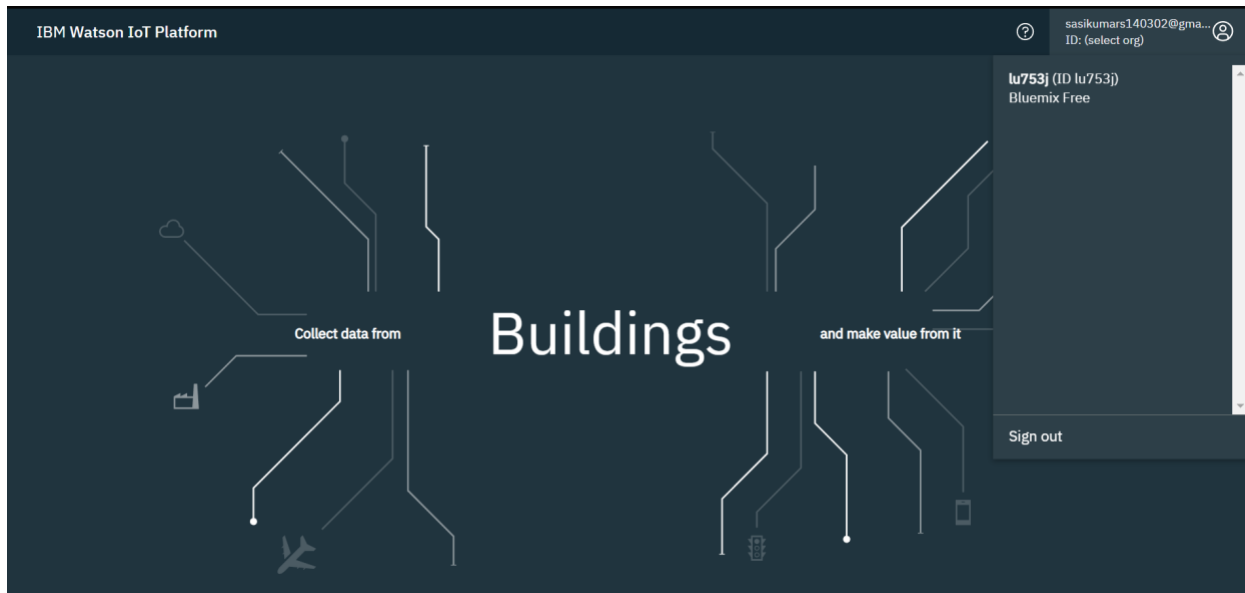 IBM Watson IoT Platform
sasikumars140302@gma...
ID: (select org)
lu753j (ID lu753j)
Bluemix Free
Collect data from
Buildings
and make value from it
Sign out